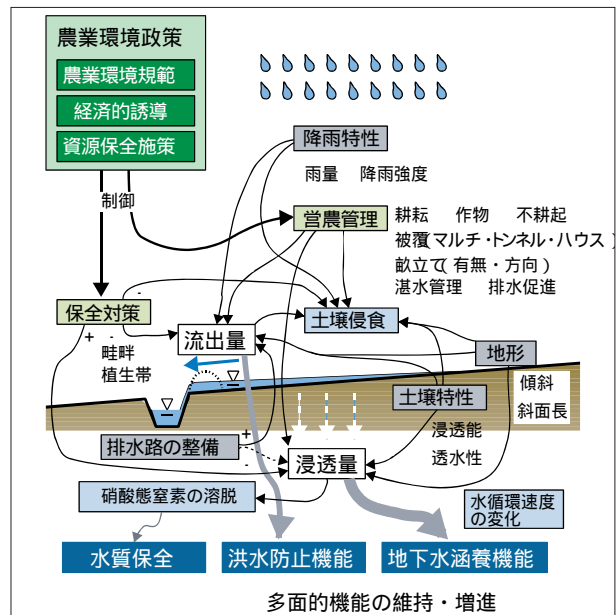 農業環境政策
農業環境規範
経済的誘導
資源保全施策
制御
降雨特性
雨量 降雨強度
営農管理
耕耘 作物 不耕起
被覆(マルチ・トンネル・ハウス)
畝立て(有無・方向)
湛水管理 排水促進
保全対策
-
+ -
畦畔
植生帯
流出量
土壌侵食
地形
傾斜
斜面長
土壌特性
浸透能
透水性
排水路の整備
+
-
浸透量
硝酸態窒素の溶脱
水循環速度
の変化
水質保全
洪水防止機能
地下水涵養機能
多面的機能の維持・増進